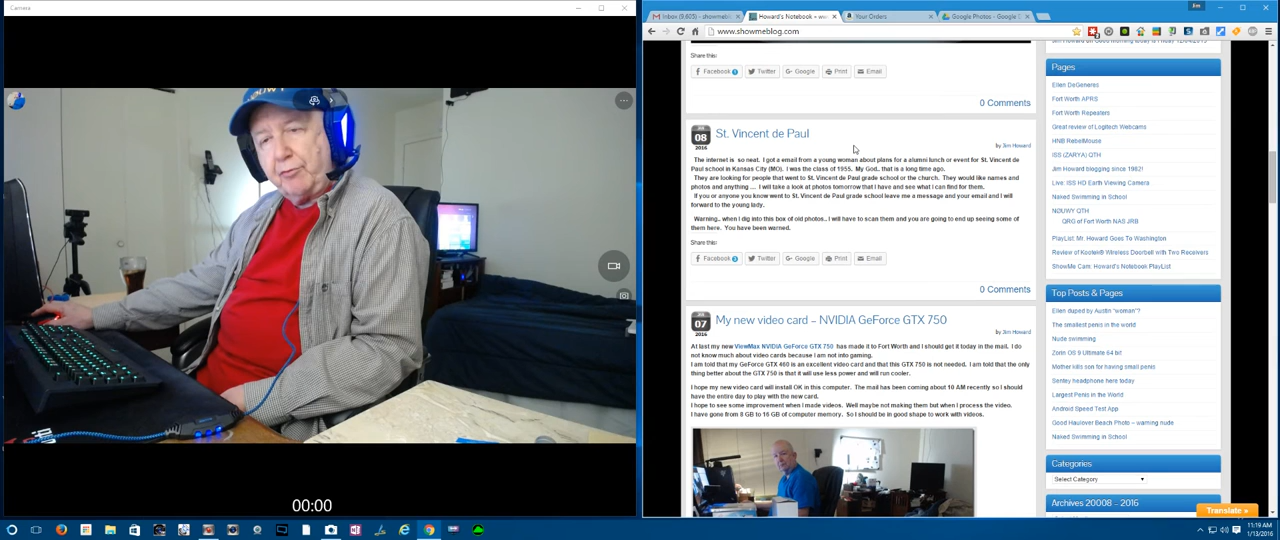 Camera
Inbox (9,605) - showmebl
Howard's Notebook » ww
Your Orders
Google Photos - Google S
Jim
www.showmeblog.com
00:00
Share this:
Facebook 1
Twitter
Google
Print
Email
0 Comments
08
2016
St. Vincent de Paul
by Jim Howard
The internet is so neat. I got a email from a young woman about plans for a alumni lunch or event for St. Vincent de
Paul school in Kansas City (MO). I was the class of 1955. My God.. that is a long time ago.
They are looking for people that went to St. Vincent de Paul grade school or the church. They would like names and
photos and anything ... I will take a look at photos tomorrow that I have and see what i can find for them.
If you or anyone you know went to St. Vincent de Paul grade school leave me a message and your email and I will
forward to the young lady.
Warning.. when I dig into this box of old photos.. I will have to scan them and you are going to end up seeing some of
them here. You have been warned.
Share this:
Facebook
Twitter
Google
Print
Email
0 Comments
07
2016
My new video card – NVIDIA GeForce GTX 750
by Jim Howard
At last my new ViewMax NVIDIA GeForce GTX 750 has made it to Fort Worth and I should get it today in the mail. I do
not know much about video cards because I am not into gaming.
I am told that my GeForce GTX 460 is an excellent video card and that this GTX 750 is not needed. I am told that the only
thing better about the GTX 750 is that it will use less power and will run cooler.
I hope my new video card will install OK in this computer. The mail has been coming about 10 AM recently so I should
have the entire day to play with the new card.
I hope to see some improvement when I made videos. Well maybe not making them but when I process the video.
I have gone from 8 GB to 16 GB of computer memory. So I should be in good shape to work with videos.
Pages
Ellen DeGeneres
Fort Worth APRS
Fort Worth Repeaters
Great review of Logitech Webcams
HNB RebelMouse
ISS (ZARYA) QTH
Jim Howard blogging since 1982!
Live: ISS HD Earth Viewing Camera
Naked Swimming in School
NØUWY QTH
QRG of Fort Worth NAS JRB
PlayList: Mr. Howard Goes To Washington
Review of Kootek® Wireless Doorbell with Two Receivers
ShowMe Cam: Howard's Notebook PlayList
Top Posts & Pages
Ellen duped by Austin "woman"?
The smallest penis in the world
Nude swimming
Zorin OS 9 Ultimate 64 bit
Mother kills son for having small penis
Sentey headphone here today
Largest Penis in the World
Android Speed Test App
Good Haulover Beach Photo – warning nude
Naked Swimming in School
Categories
Select Category
Archives 20008 – 2016
Translate »
11:19 AM
1/13/2016